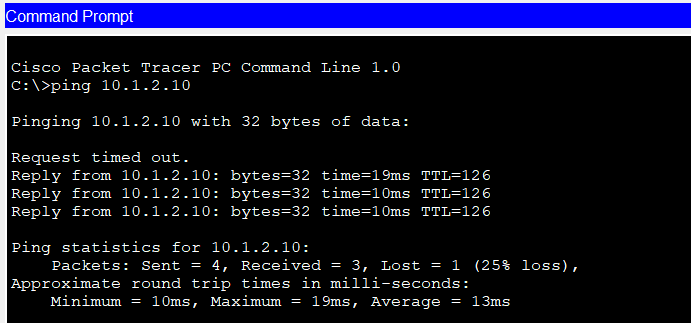 Command Prompt
Cisco Packet Tracer PC Command Line 1.0
C:\>ping 10.1.2.10
Pinging 10.1.2.10 with 32 bytes of data:
Request timed out.
Reply from 10.1.2.10: bytes=32 time=19ms TTL=126
Reply from 10.1.2.10: bytes=32 time=10ms TTL=126
Reply from 10.1.2.10: bytes=32 time=10ms TTL=126
Ping statistics for 10.1.2.10:
    Packets: Sent = 4, Received = 3, Lost = 1 (25% loss),
Approximate round trip times in milli-seconds:
    Minimum = 10ms, Maximum = 19ms, Average = 13ms